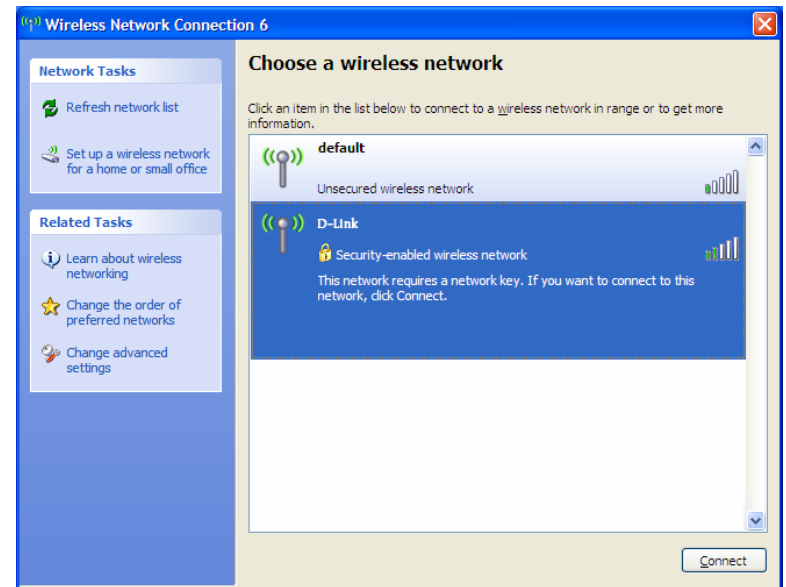 Wireless Network Connection 6
Network Tasks
Refresh network list
Set up a wireless network
for a home or small office
Related Tasks
Learn about wireless
networking
Change the order of
preferred networks
Change advanced
settings
Choose a wireless network
Click an item in the list below to connect to a wireless network in range or to get more
information.
default
Unsecured wireless network
D-Link
Security-enabled wireless network
This network requires a network key. If you want to connect to this
network, click Connect.
Connect